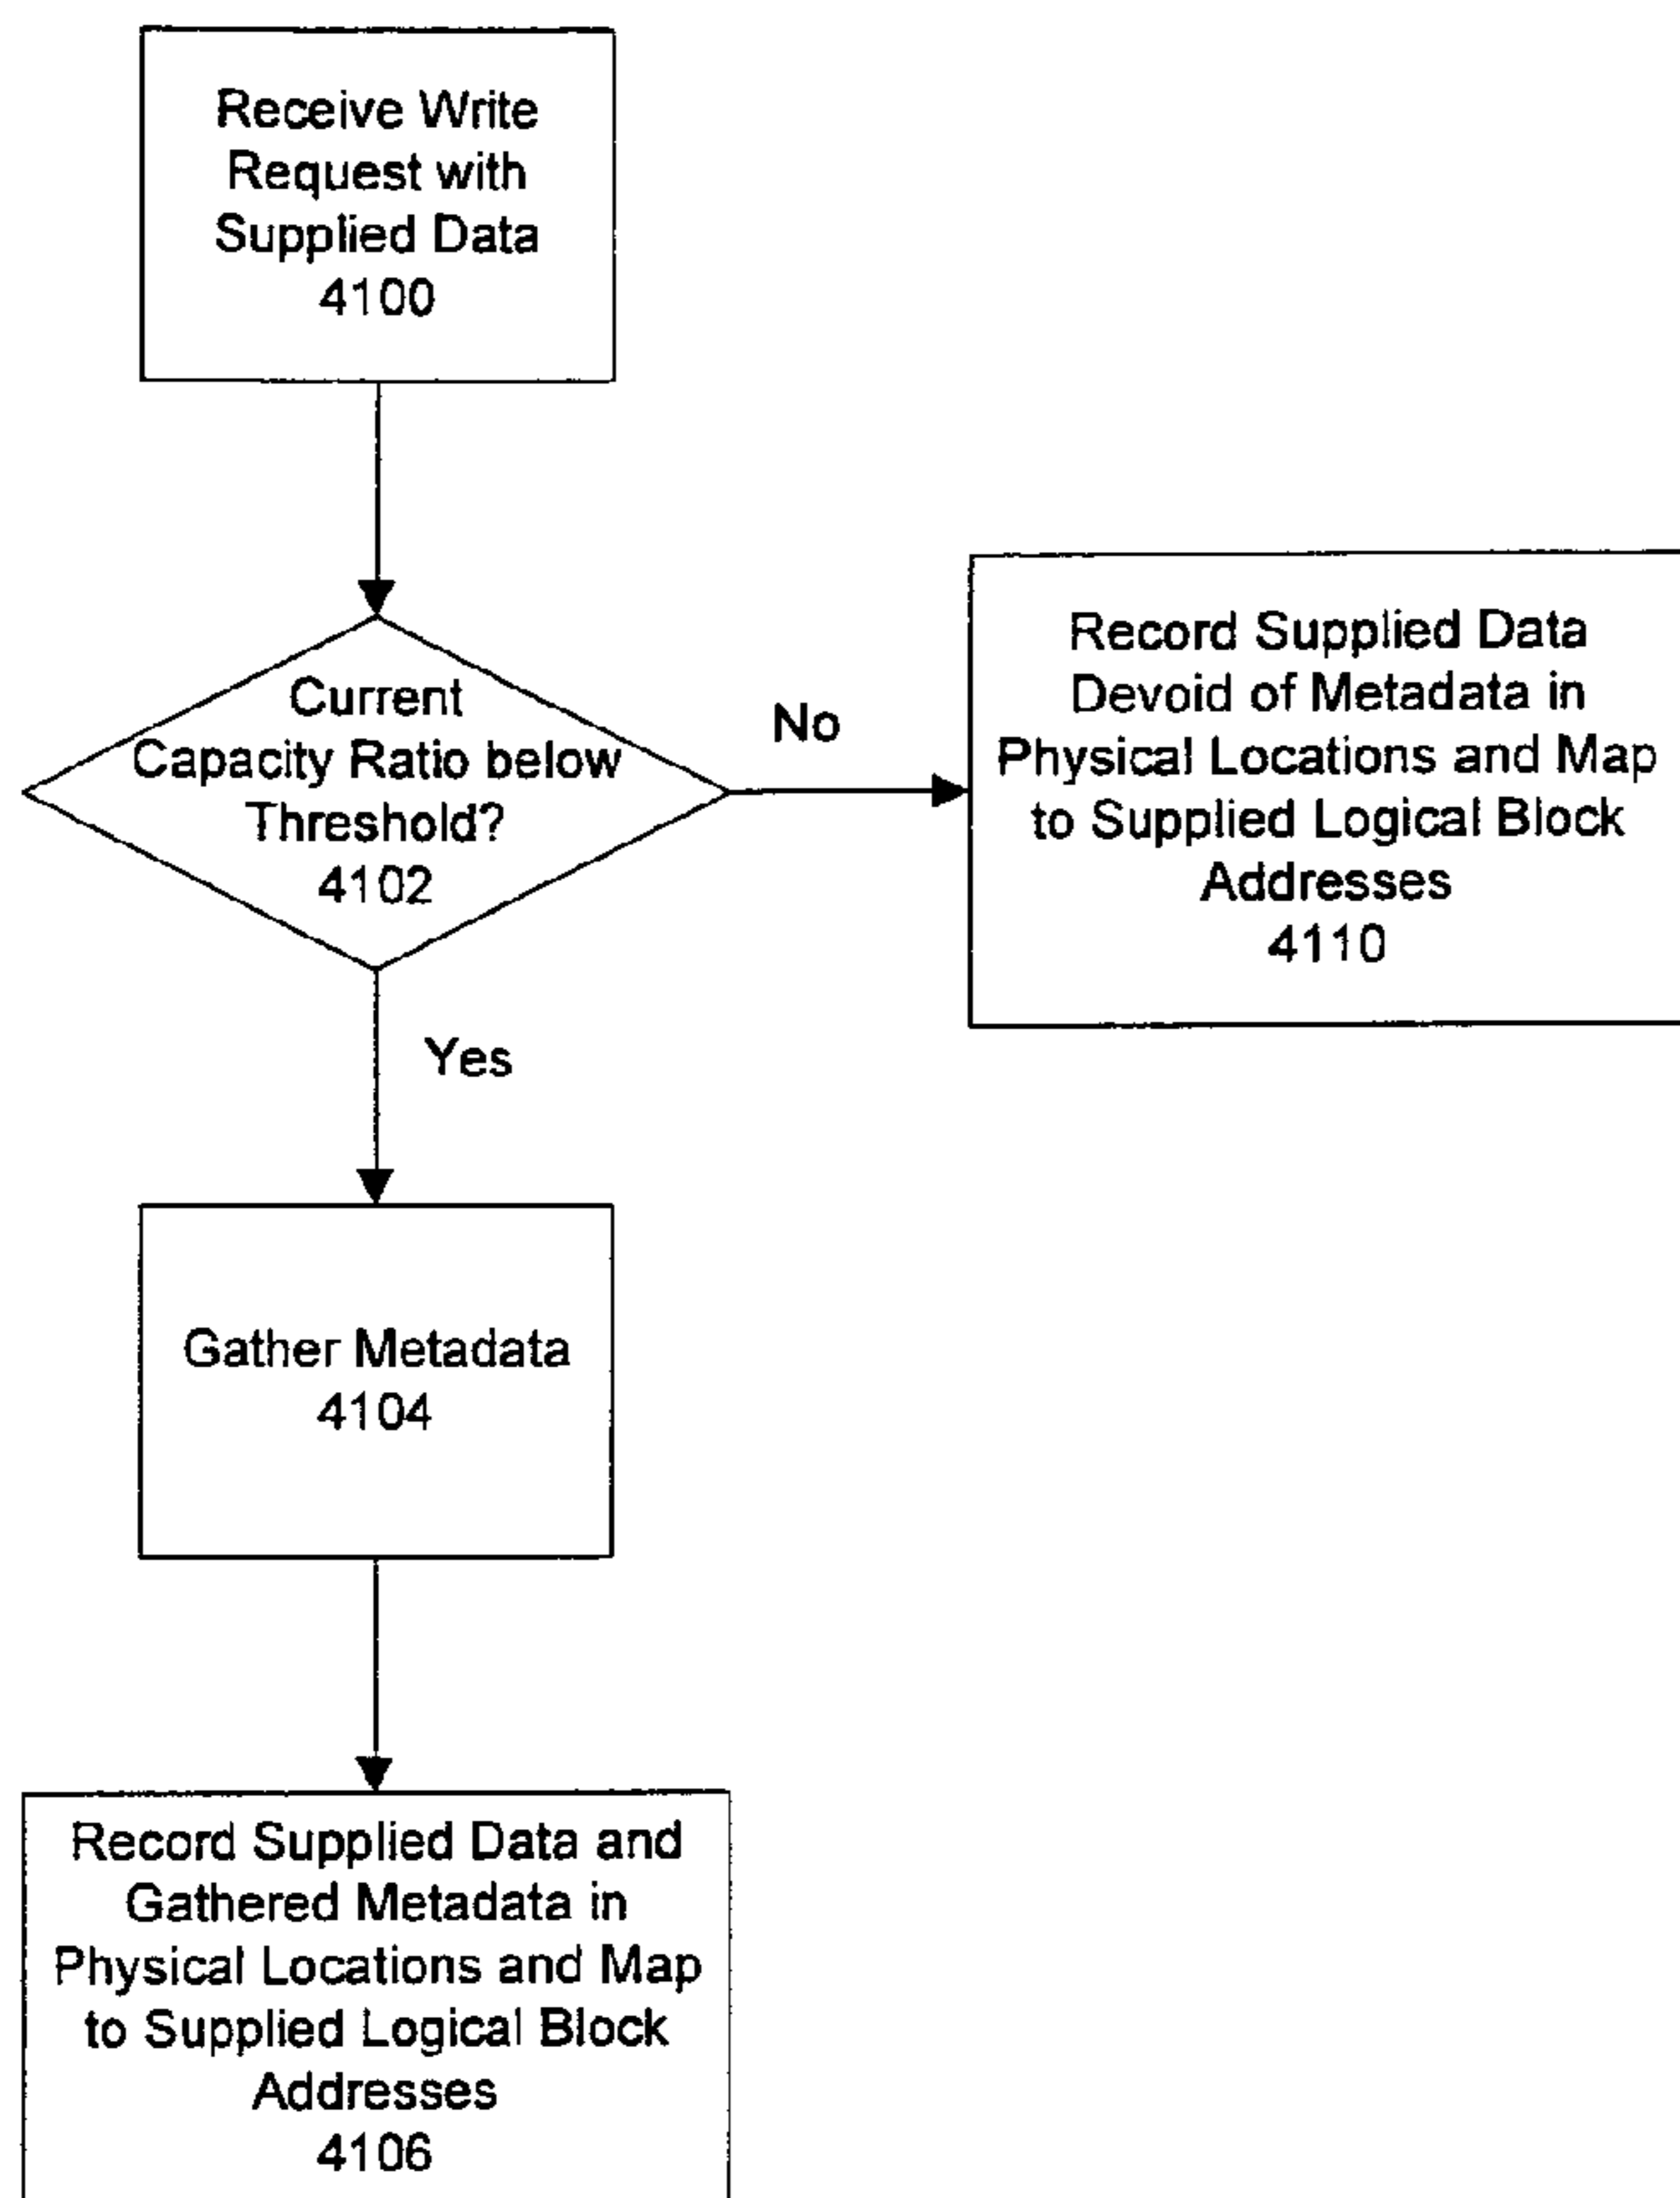 Receive Write
Request with
Supplied Data
4100
Current
Capacity Ratio below
Threshold?
4102
No
Record Supplied Data
Devoid of Metadata in
Physical Locations and Map
to Supplied Logical Block
Addresses
4110
Yes
Gather Metadata
4104
Record Supplied Data and
Gathered Metadata in
Physical Locations and Map
to Supplied Logical Block
Addresses
4106